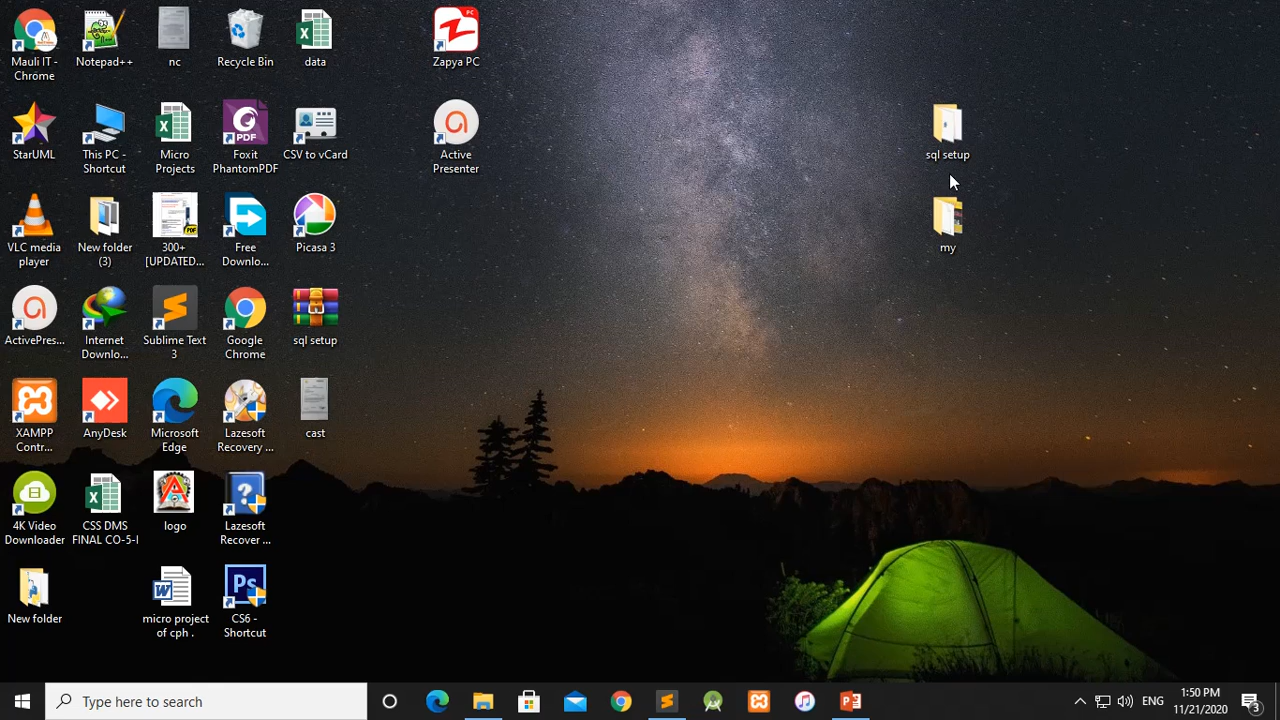 Mauli IT -
Chrome
Notepad++
nc
Recycle Bin
data
Zapya PC
StarUML
This PC -
Shortcut
Micro
Projects
Foxit
PhantomPDF
CSV to vCard
Active
Presenter
sql setup
VLC media
player
New folder
(3)
300+
[UPDATED...
Free
Downlo...
Picasa 3
my
ActivePres...
Internet
Downlo...
Sublime Text
3
Google
Chrome
sql setup
XAMPP
Contr...
AnyDesk
Microsoft
Edge
Lazesoft
Recovery ...
cast
4K Video
Downloader
CSS DMS
FINAL CO-5-I
logo
Lazesoft
Recover ...
New folder
micro project
of cph .
CS6 -
Shortcut
Type here to search
ENG
1:50 PM
11/21/2020
3